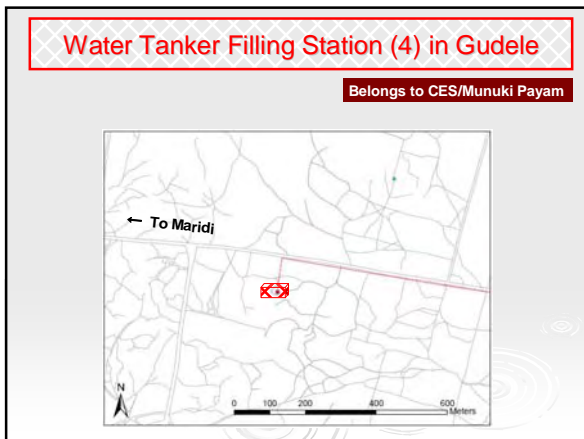 Water Tanker Filling Station (4) in Gudele
Belongs to CES/Munuki Payam
← To Maridi
N
0 100 200 400 600
Meters